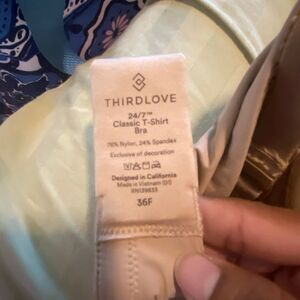 THIRDLOVE
24/7™
Classic T-Shirt
Bra
76% Nylon, 24% Spandex
Exclusive of decoration
Designed in California
Made in Vietnam (H)
RN139833
36F